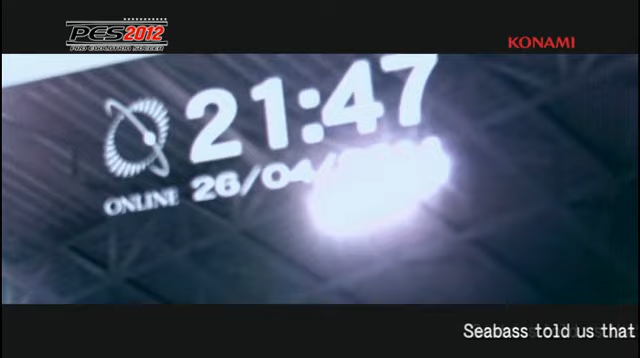 PES2012
PRO EVOLUTION SOCCER
KONAMI
21:47
26/04/
ONLINE
Seabass told us that